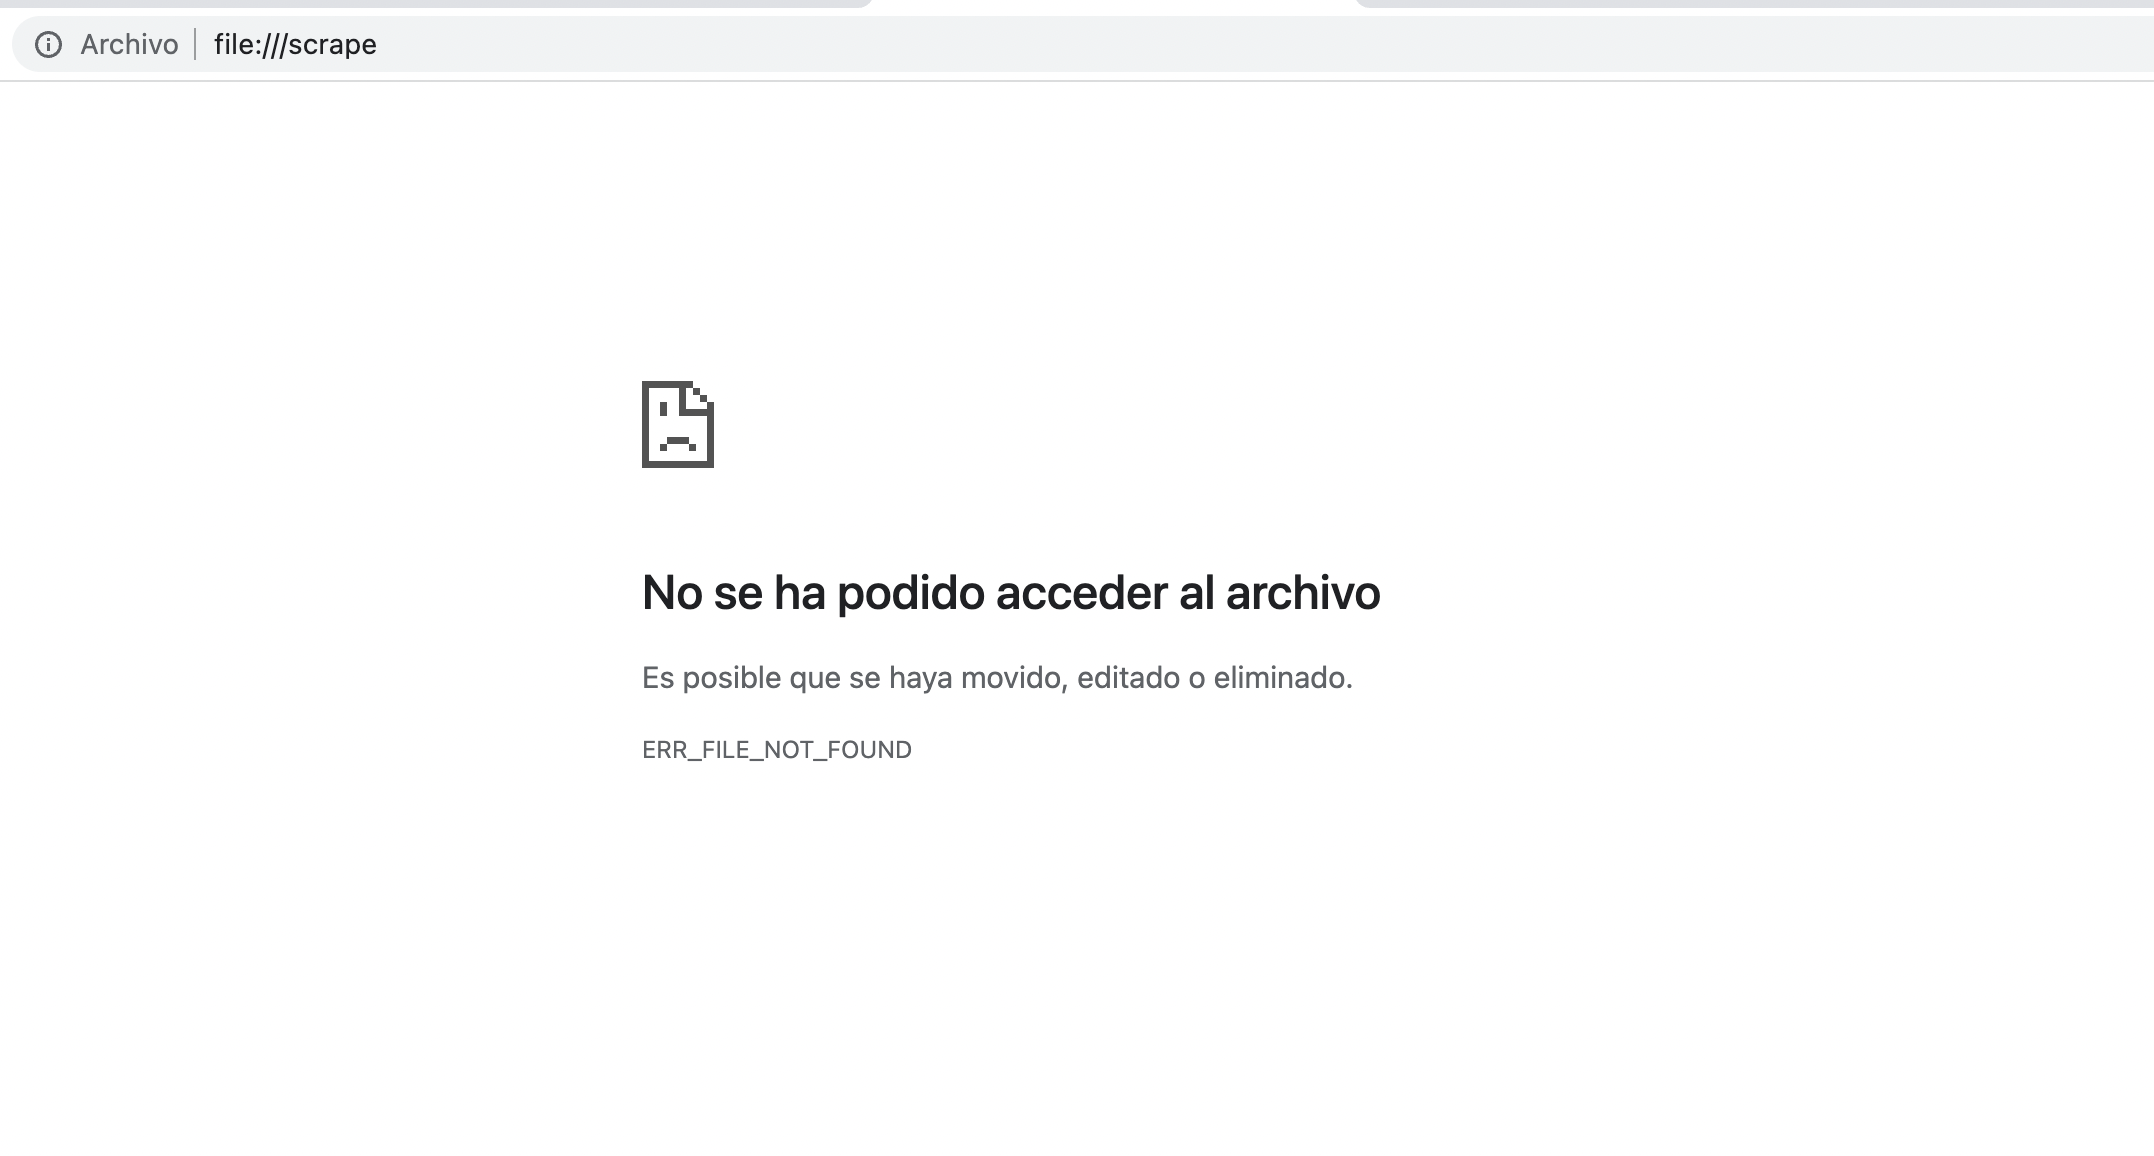 Archivo file:///scrape
No se ha podido acceder al archivo
Es posible que se haya movido, editado o eliminado.
ERR_FILE_NOT_FOUND